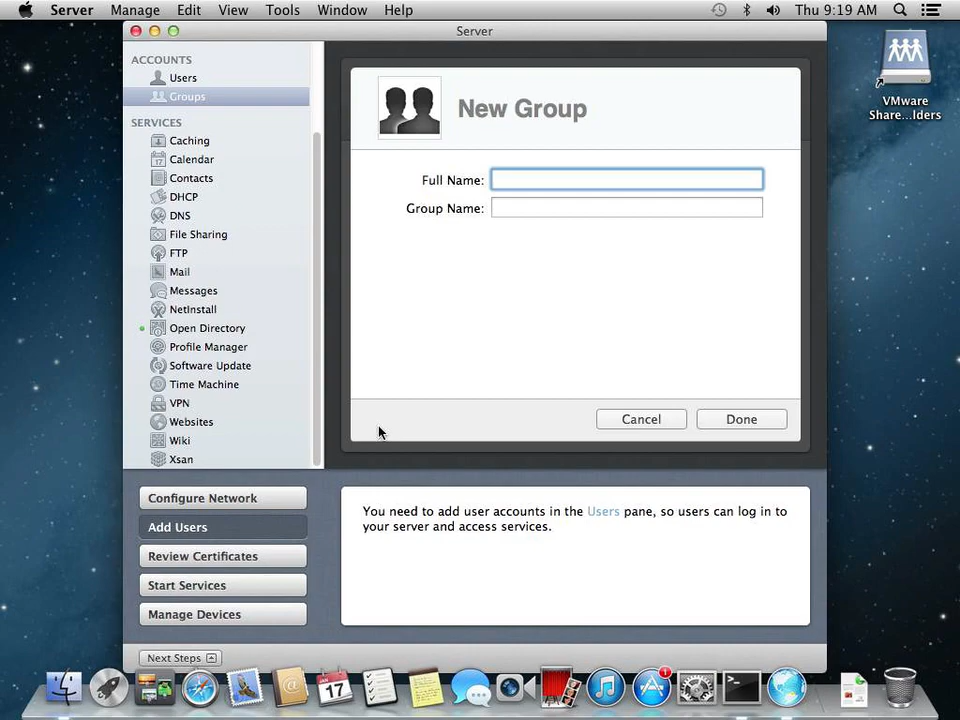 Server Manage Edit View Tools Window Help Thu 9:19 AM
Server
ACCOUNTS
Users
Groups
SERVICES
Caching
Calendar
Contacts
DHCP
DNS
File Sharing
FTP
Mail
Messages
NetInstall
Open Directory
Profile Manager
Software Update
Time Machine
VPN
Websites
Wiki
Xsan
New Group
Full Name:
Group Name:
Cancel Done
VMware
Share...lders
Configure Network
Add Users
Review Certificates
Start Services
Manage Devices
You need to add user accounts in the Users pane, so users can log in to
your server and access services.
Next Steps
17
1